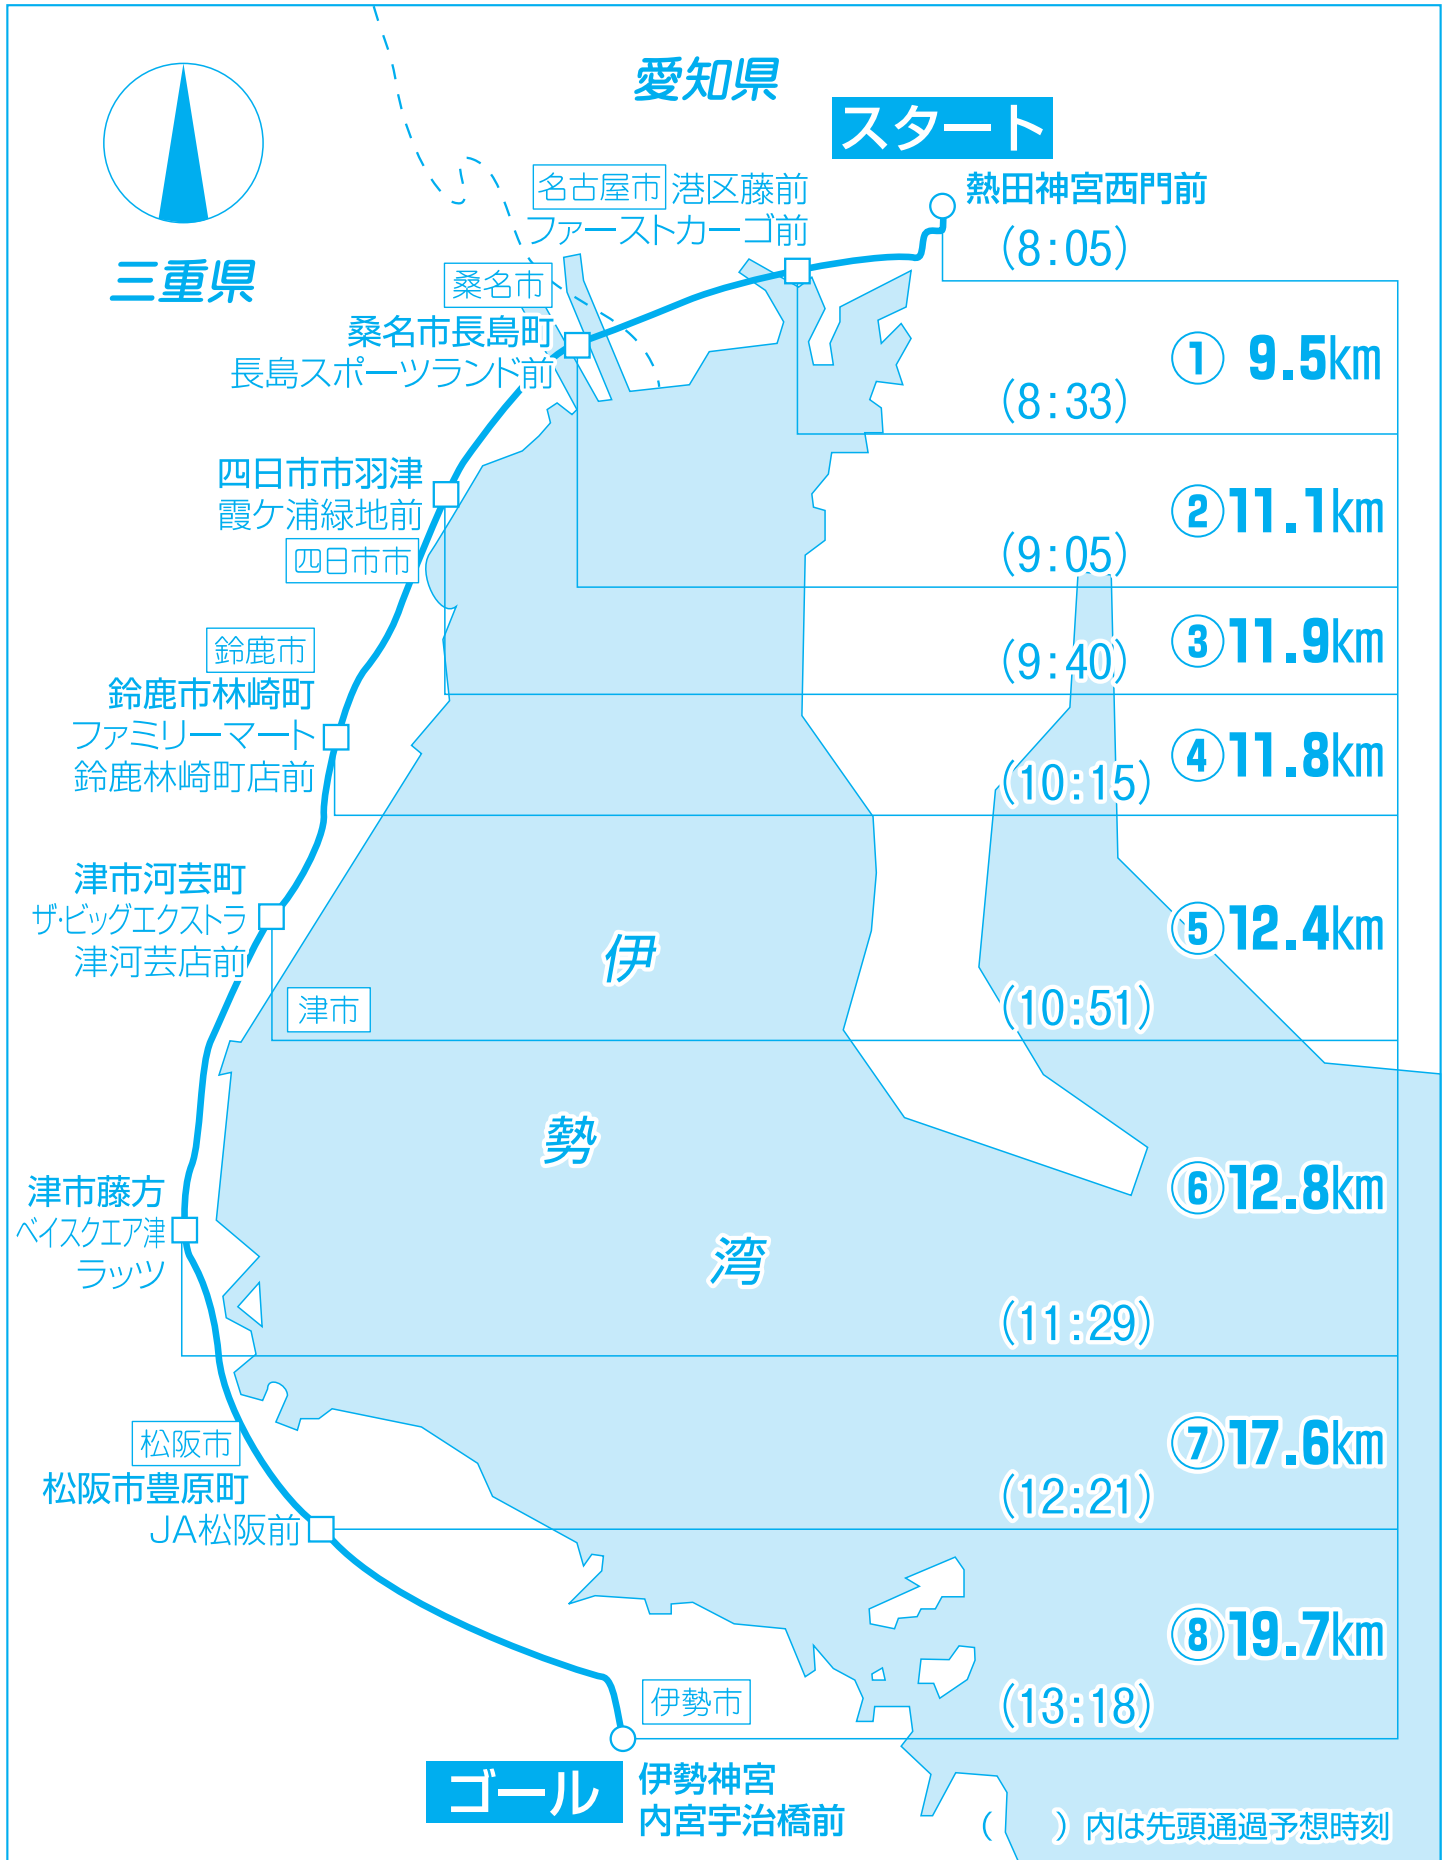 愛知県
スタート
熱田神宮西門前
(8:05)
名古屋市 港区藤前
ファーストカーゴ前
三重県
桑名市
桑名市長島町
長島スポーツランド前
① 9.5km
(8:33)
四日市市羽津
霞ケ浦緑地前
四日市市
② 11.1km
(9:05)
鈴鹿市
鈴鹿市林崎町
ファミリーマート
鈴鹿林崎町店前
③ 11.9km
(9:40)
④ 11.8km
(10:15)
津市河芸町
ザ・ビッグエクストラ
津河芸店前
津市
⑤ 12.4km
(10:51)
伊
勢
湾
津市藤方
ベイスクエア津
ラッツ
⑥ 12.8km
(11:29)
松阪市
松阪市豊原町
JA松阪前
⑦ 17.6km
(12:21)
⑧ 19.7km
(13:18)
伊勢市
ゴール
伊勢神宮
内宮宇治橋前
( )内は先頭通過予想時刻